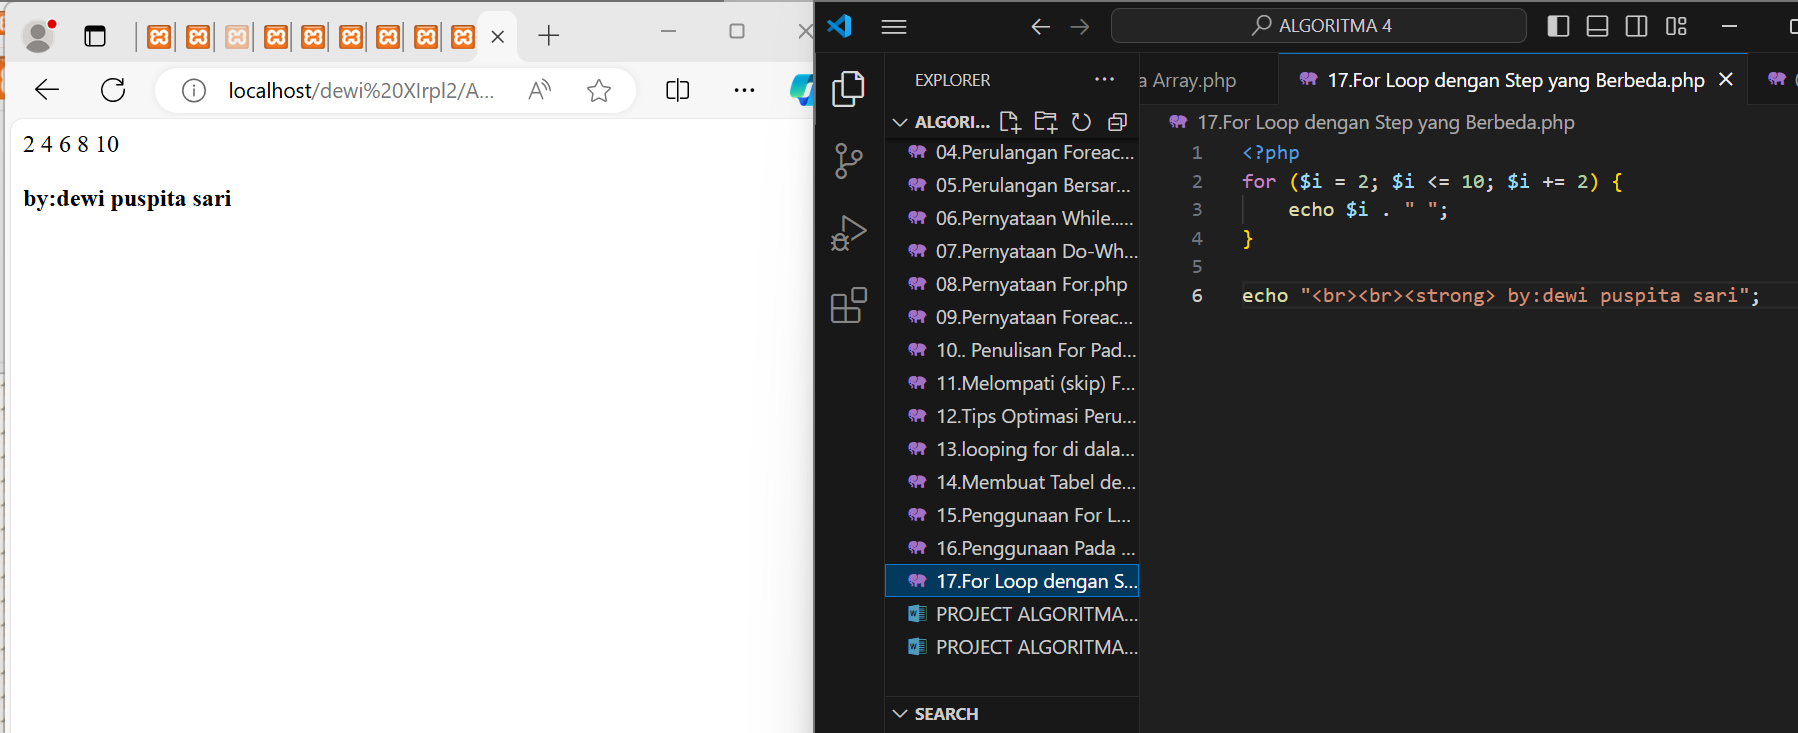 localhost/dewi%20XIrpl2/A...
2 4 6 8 10
by:dewi puspita sari
ALGORITMA 4
EXPLORER
ALGORI...
04.Perulangan Foreac...
05.Perulangan Bersar...
06.Pernyataan While.....
07.Pernyataan Do-Wh...
08.Pernyataan For.php
09.Pernyataan Foreac...
10.. Penulisan For Pad...
11.Melompati (skip) F...
12.Tips Optimasi Peru...
13.looping for di dala...
14.Membuat Tabel de...
15.Penggunaan For L...
16.Penggunaan Pada ...
17.For Loop dengan S...
PROJECT ALGORITMA...
PROJECT ALGORITMA...
SEARCH
a Array.php
17.For Loop dengan Step yang Berbeda.php
17.For Loop dengan Step yang Berbeda.php
1 <?php
2 for ($i = 2; $i <= 10; $i += 2) {
3 echo $i . " ";
4 }
5
6 echo "<br><br><strong> by:dewi puspita sari";